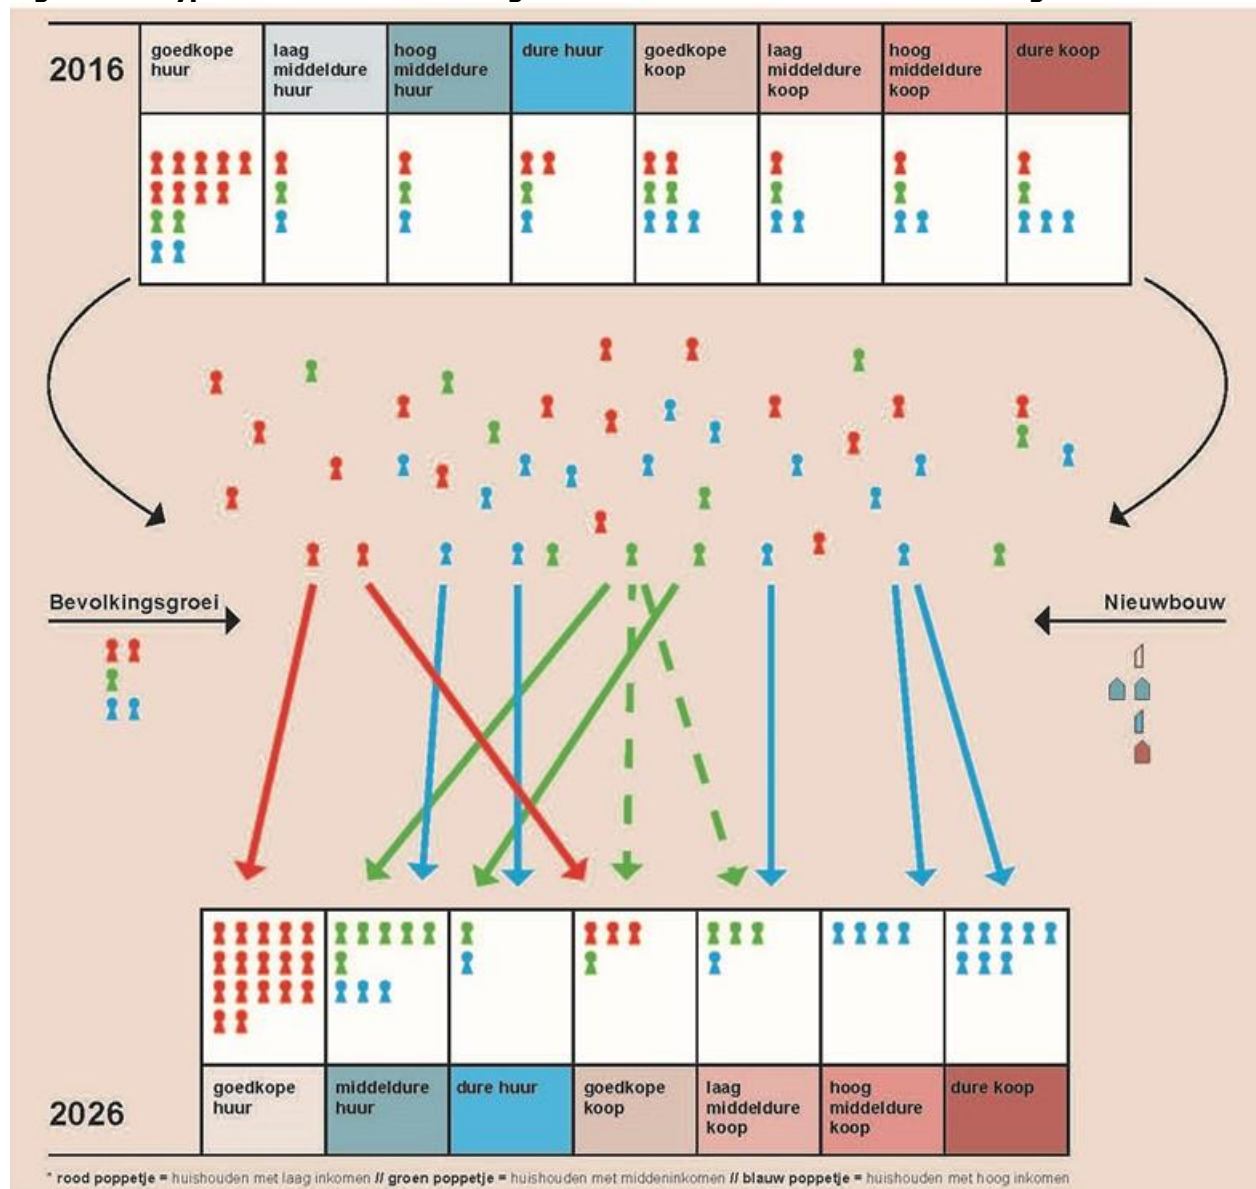 2016
goedkope
huur
laag
middeldure
huur
hoog
middeldure
huur
dure huur
goedkope
koop
laag
middeldure
koop
hoog
middeldure
koop
dure koop
Bevolkingsgroei
Nieuwbouw
2026
goedkope
huur
middeldure
huur
dure huur
goedkope
koop
laag
middeldure
koop
hoog
middeldure
koop
dure koop
* rood poppetje = huishouden met laag inkomen // groen poppetje = huishouden met middeninkomen // blauw poppetje = huishouden met hoog inkomen